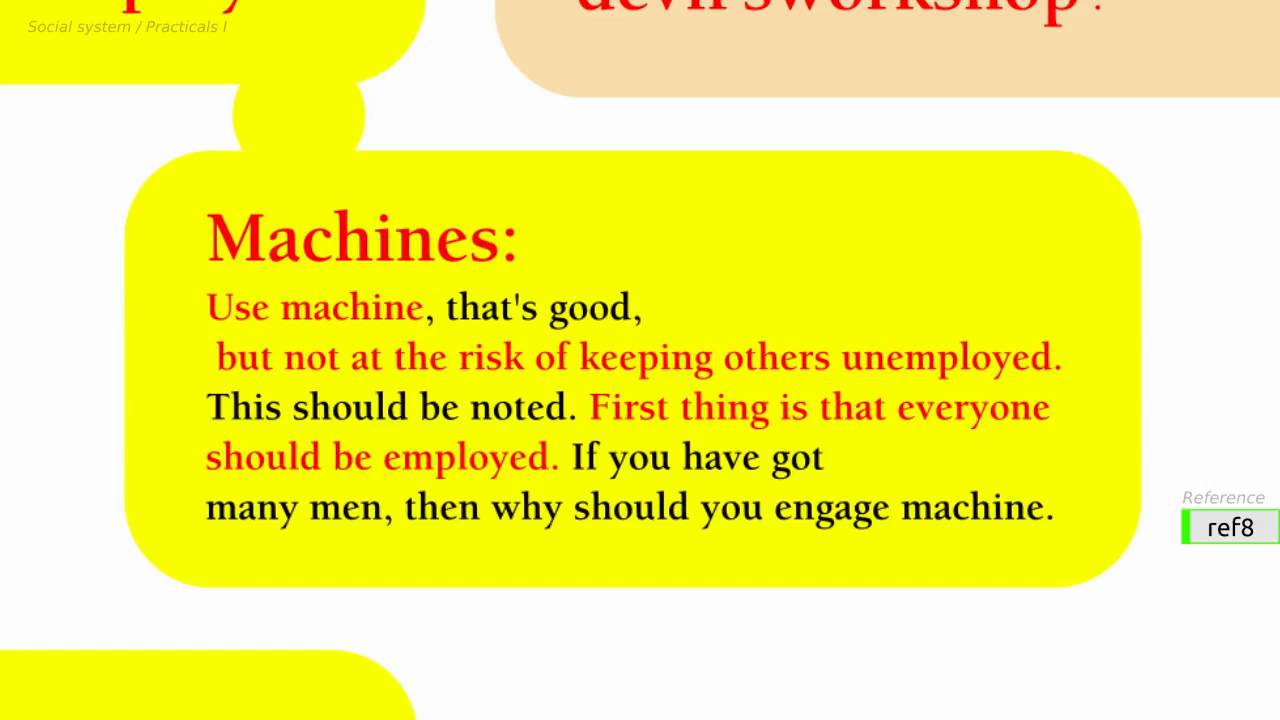 Social system / Practicals I
devil'sworkshop?
Machines:
Use machine, that's good,
but not at the risk of keeping others unemployed.
This should be noted. First thing is that everyone
should be employed. If you have got
many men, then why should you engage machine.
Reference
ref8